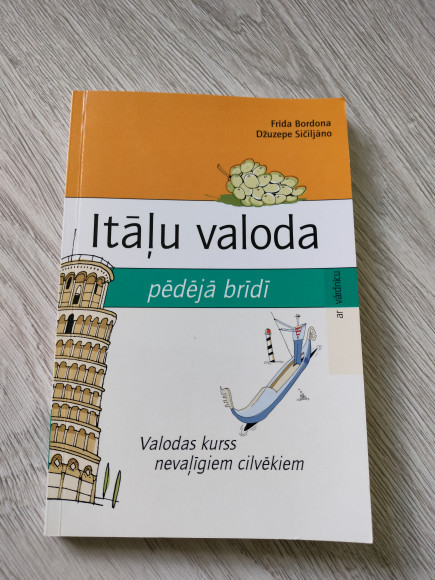 Frida Bordona
Džuzepe Sičiljāno
Itāļu valoda
pēdējā brīdī
ar vārdnīcu
Valodas kurss
nevaļīgiem cilvēkiem